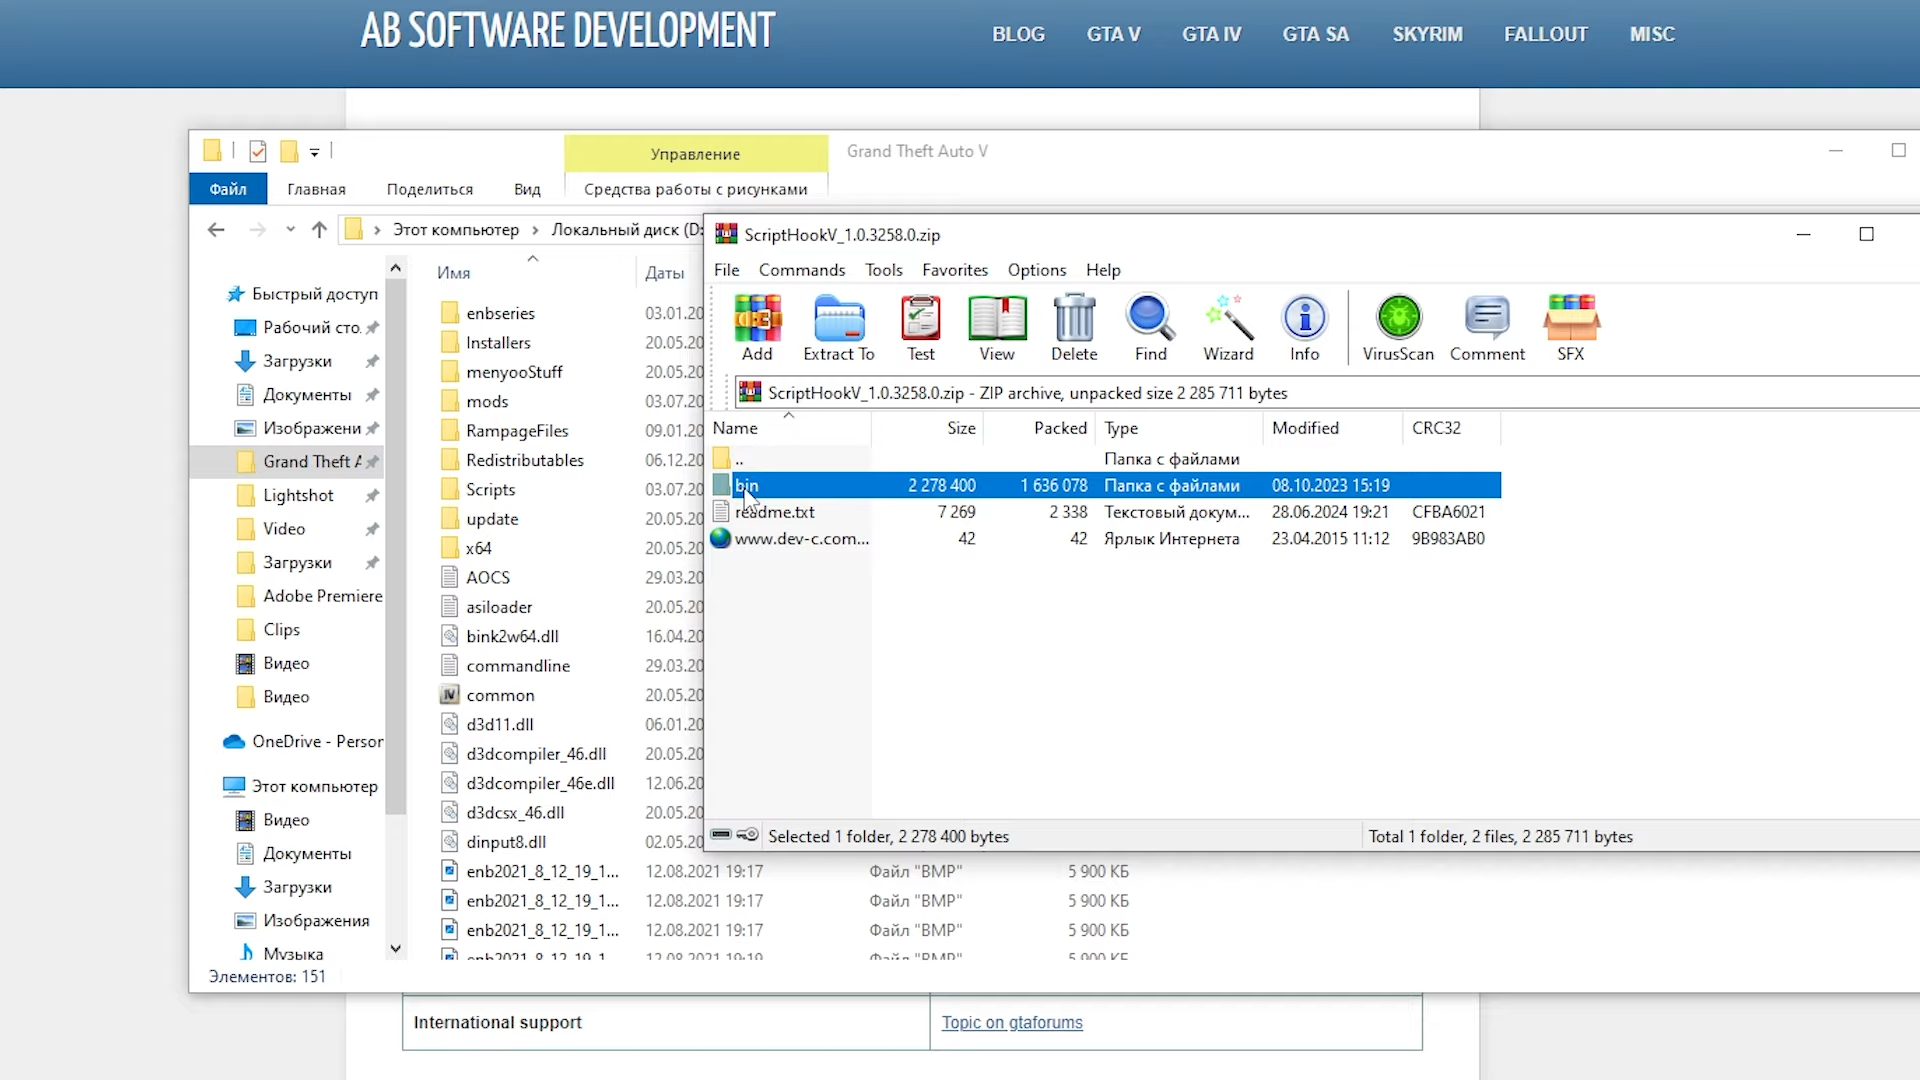 AB SOFTWARE DEVELOPMENT
BLOG GTA V GTA IV GTA SA SKYRIM FALLOUT MISC
Управление
Grand Theft Auto V
Файл Главная Поделиться Вид Средства работы с рисунками
Этот компьютер > Локальный диск (D:
Имя Даты
Быстрый доступ
Рабочий сто.
Загрузки
Документы
Изображени
Grand Theft A
Lightshot
Video
Загрузки
Adobe Premiere
Clips
Видео
Видео
OneDrive - Person
Этот компьютер
Видео
Документы
Загрузки
Изображения
Музыка
enbseries 03.01.20
Installers 20.05.20
menyooStuff 20.05.20
mods 03.07.20
RampageFiles 09.01.20
Redistributables 06.12.20
Scripts 03.07.20
update 20.05.20
x64 20.05.20
AOCS 29.03.20
asiloader 20.05.20
bink2w64.dll 16.04.20
commandline 29.03.20
common 20.05.20
d3d11.dll 06.01.20
d3dcompiler_46.dll 20.05.20
d3dcompiler_46e.dll 12.06.20
d3dcsx_46.dll 20.05.20
dinput8.dll 02.05.20
enb2021_8_12_19_1... 12.08.2021 19:17 Файл "BMP" 5 900 КБ
enb2021_8_12_19_1... 12.08.2021 19:17 Файл "BMP" 5 900 КБ
enb2021_8_12_19_1... 12.08.2021 19:17 Файл "BMP" 5 900 КБ
enb2021_8_12_19_1... 12.08.2021 19:19 Файл "BMP" 5 900 КБ
Элементов: 151
ScriptHookV_1.0.3258.0.zip
File Commands Tools Favorites Options Help
Add Extract To Test View Delete Find Wizard Info VirusScan Comment SFX
ScriptHookV_1.0.3258.0.zip - ZIP archive, unpacked size 2 285 711 bytes
Name Size Packed Type Modified CRC32
.. Папка с файлами
bin 2 278 400 1 636 078 Папка с файлами 08.10.2023 15:19
readme.txt 7 269 2 338 Текстовый докум... 28.06.2024 19:21 CFBA6021
www.dev-c.com... 42 42 Ярлык Интернета 23.04.2015 11:12 9B983AB0
Selected 1 folder, 2 278 400 bytes
Total 1 folder, 2 files, 2 285 711 bytes
International support Topic on gtaforums